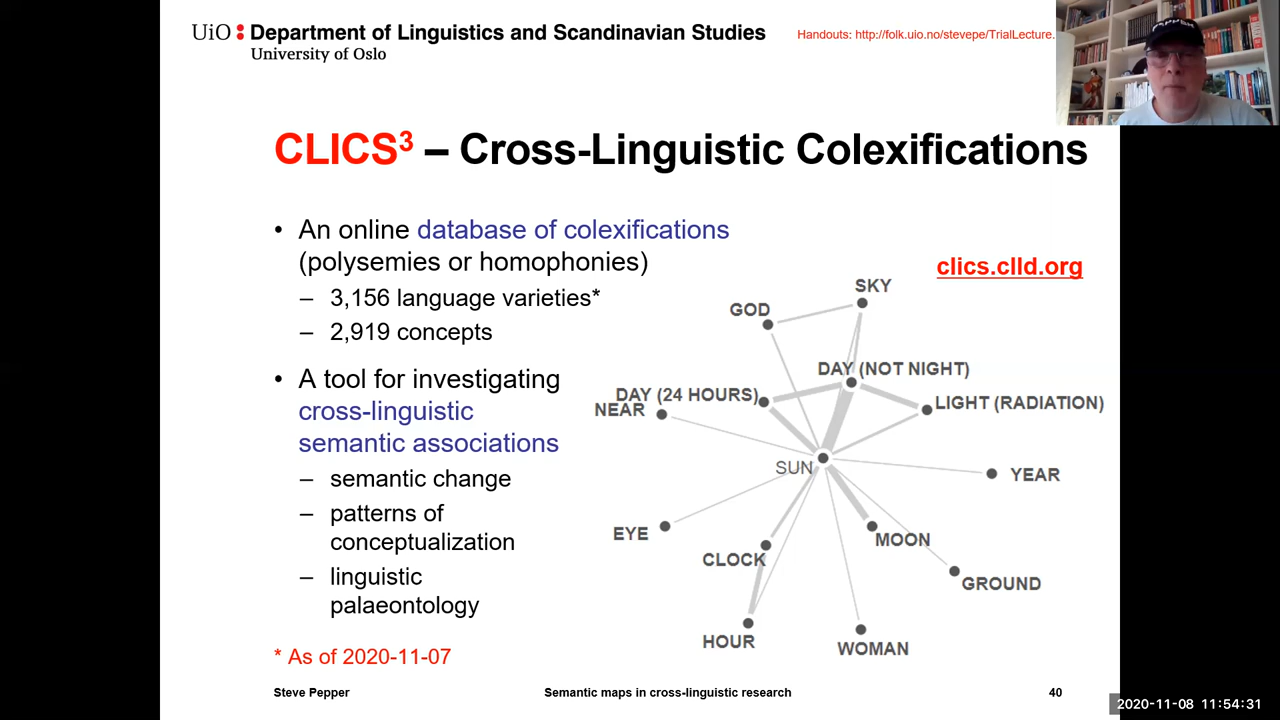 UiO : Department of Linguistics and Scandinavian Studies
University of Oslo
Handouts: http://folk.uio.no/stevepe/TrialLecture.
CLICS³ – Cross-Linguistic Colexifications
• An online database of colexifications
(polysemies or homophonies)
– 3,156 language varieties*
– 2,919 concepts
• A tool for investigating
cross-linguistic
semantic associations
– semantic change
– patterns of
conceptualization
– linguistic
palaeontology
* As of 2020-11-07
clics.clld.org
SKY
GOD
DAY (NOT NIGHT)
DAY (24 HOURS)
LIGHT (RADIATION)
NEAR
SUN
YEAR
EYE
MOON
CLOCK
GROUND
HOUR
WOMAN
Steve Pepper
Semantic maps in cross-linguistic research
40
2020-11-08 11:54:31